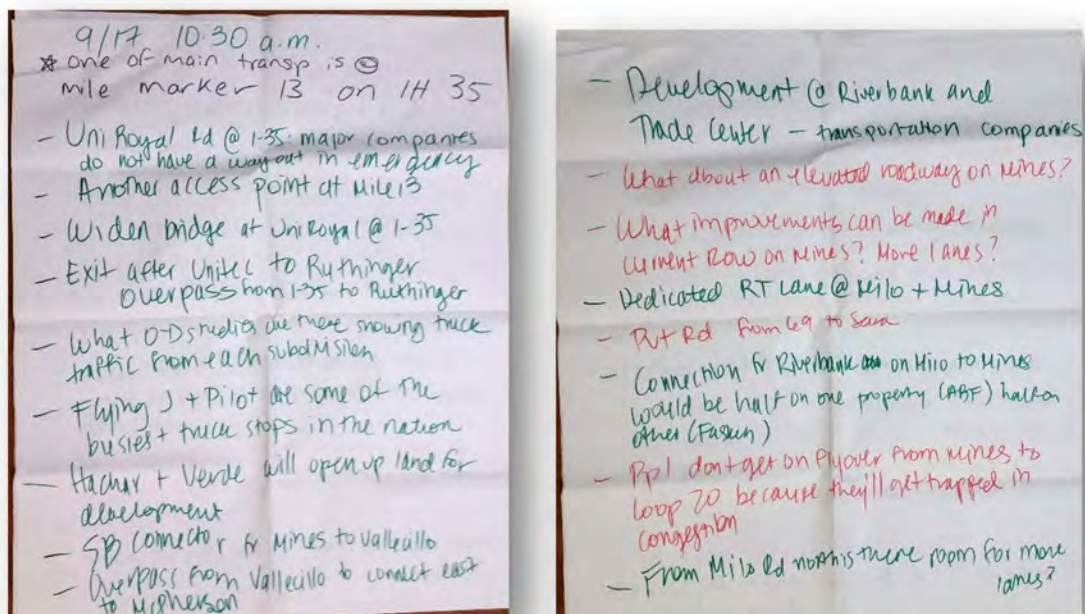 9/17 10:30 a.m.
* one of main transp is @
mile marker 13 on IH 35
- Uni Royal Rd @ I-35: major companies
do not have a way out in emergency
- Another access point at Mile 13
- Widen bridge at UniRoyal @ I-35
- Exit after Unitec to Ruthinger
overpass from I-35 to Ruthinger
- What O-D studies are there showing truck
traffic from each subdivision
- Flying J + Pilot are some of the
busiest truck stops in the nation
- Hachar + Verde will open up land for
development
- SB connector fr Mines to Vallecillo
- Overpass from Vallecillo to connect east
to McPherson
- Development @ Riverbank and
Trade Center - transportation companies
- What about an elevated roadway on Mines?
- What improvements can be made in
current ROW on Mines? More lanes?
- Dedicated RT Lane @ Milo + Mines
- Pvt Rd from 69 to Sara
- Connection fr Riverbank on Milo to Mines
would be half on one property (ABF) half on
other (Fasken)
- Ppl don't get on flyover from Mines to
Loop 20 because they'll get trapped in
congestion
- From Milo Rd north is there room for more
lanes?